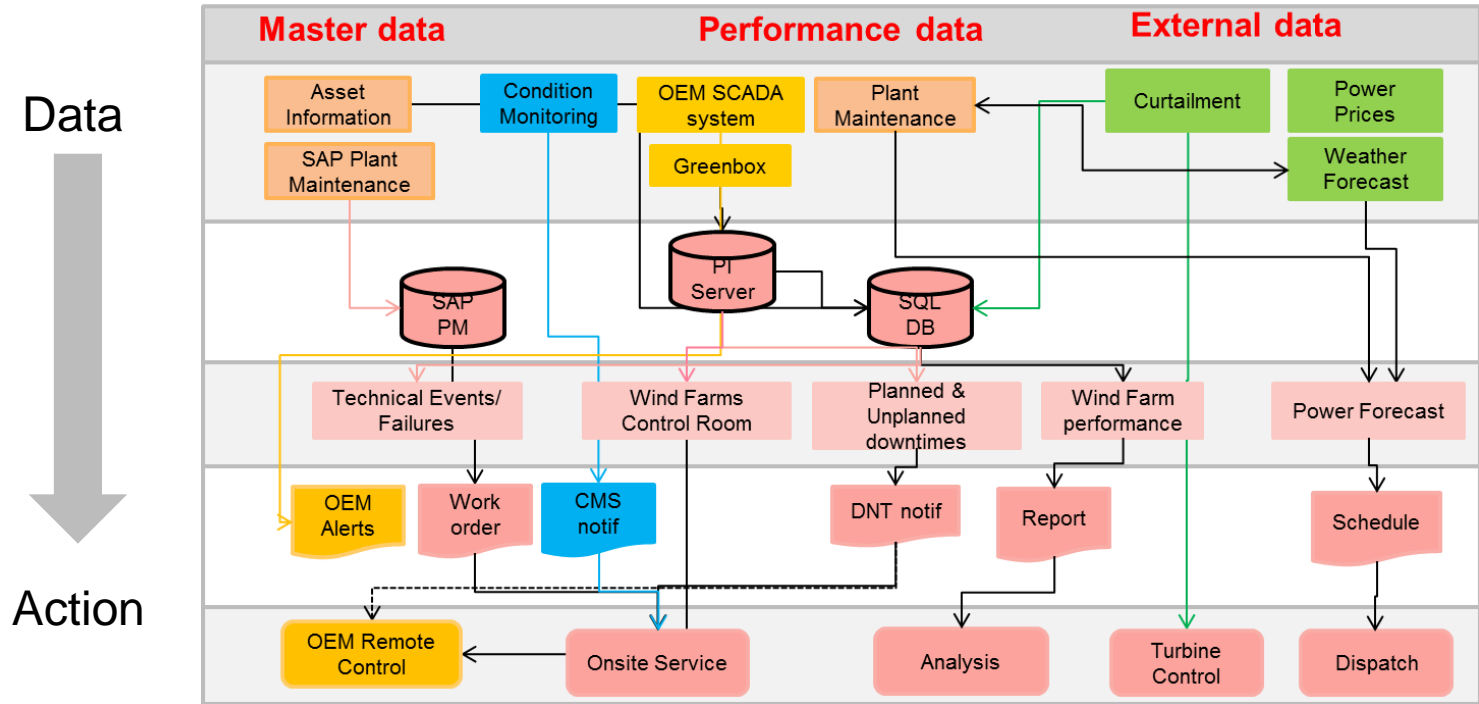 Master data
Performance data
External data
Data
Action
Asset
Information
Condition
Monitoring
OEM SCADA
system
Plant
Maintenance
Curtailment
Power
Prices
SAP Plant
Maintenance
Greenbox
Weather
Forecast
PI
Server
SAP
PM
SQL
DB
Technical Events/
Failures
Wind Farms
Control Room
Planned &
Unplanned
downtimes
Wind Farm
performance
Power Forecast
OEM
Alerts
Work
order
CMS
notif
DNT notif
Report
Schedule
OEM Remote
Control
Onsite Service
Analysis
Turbine
Control
Dispatch